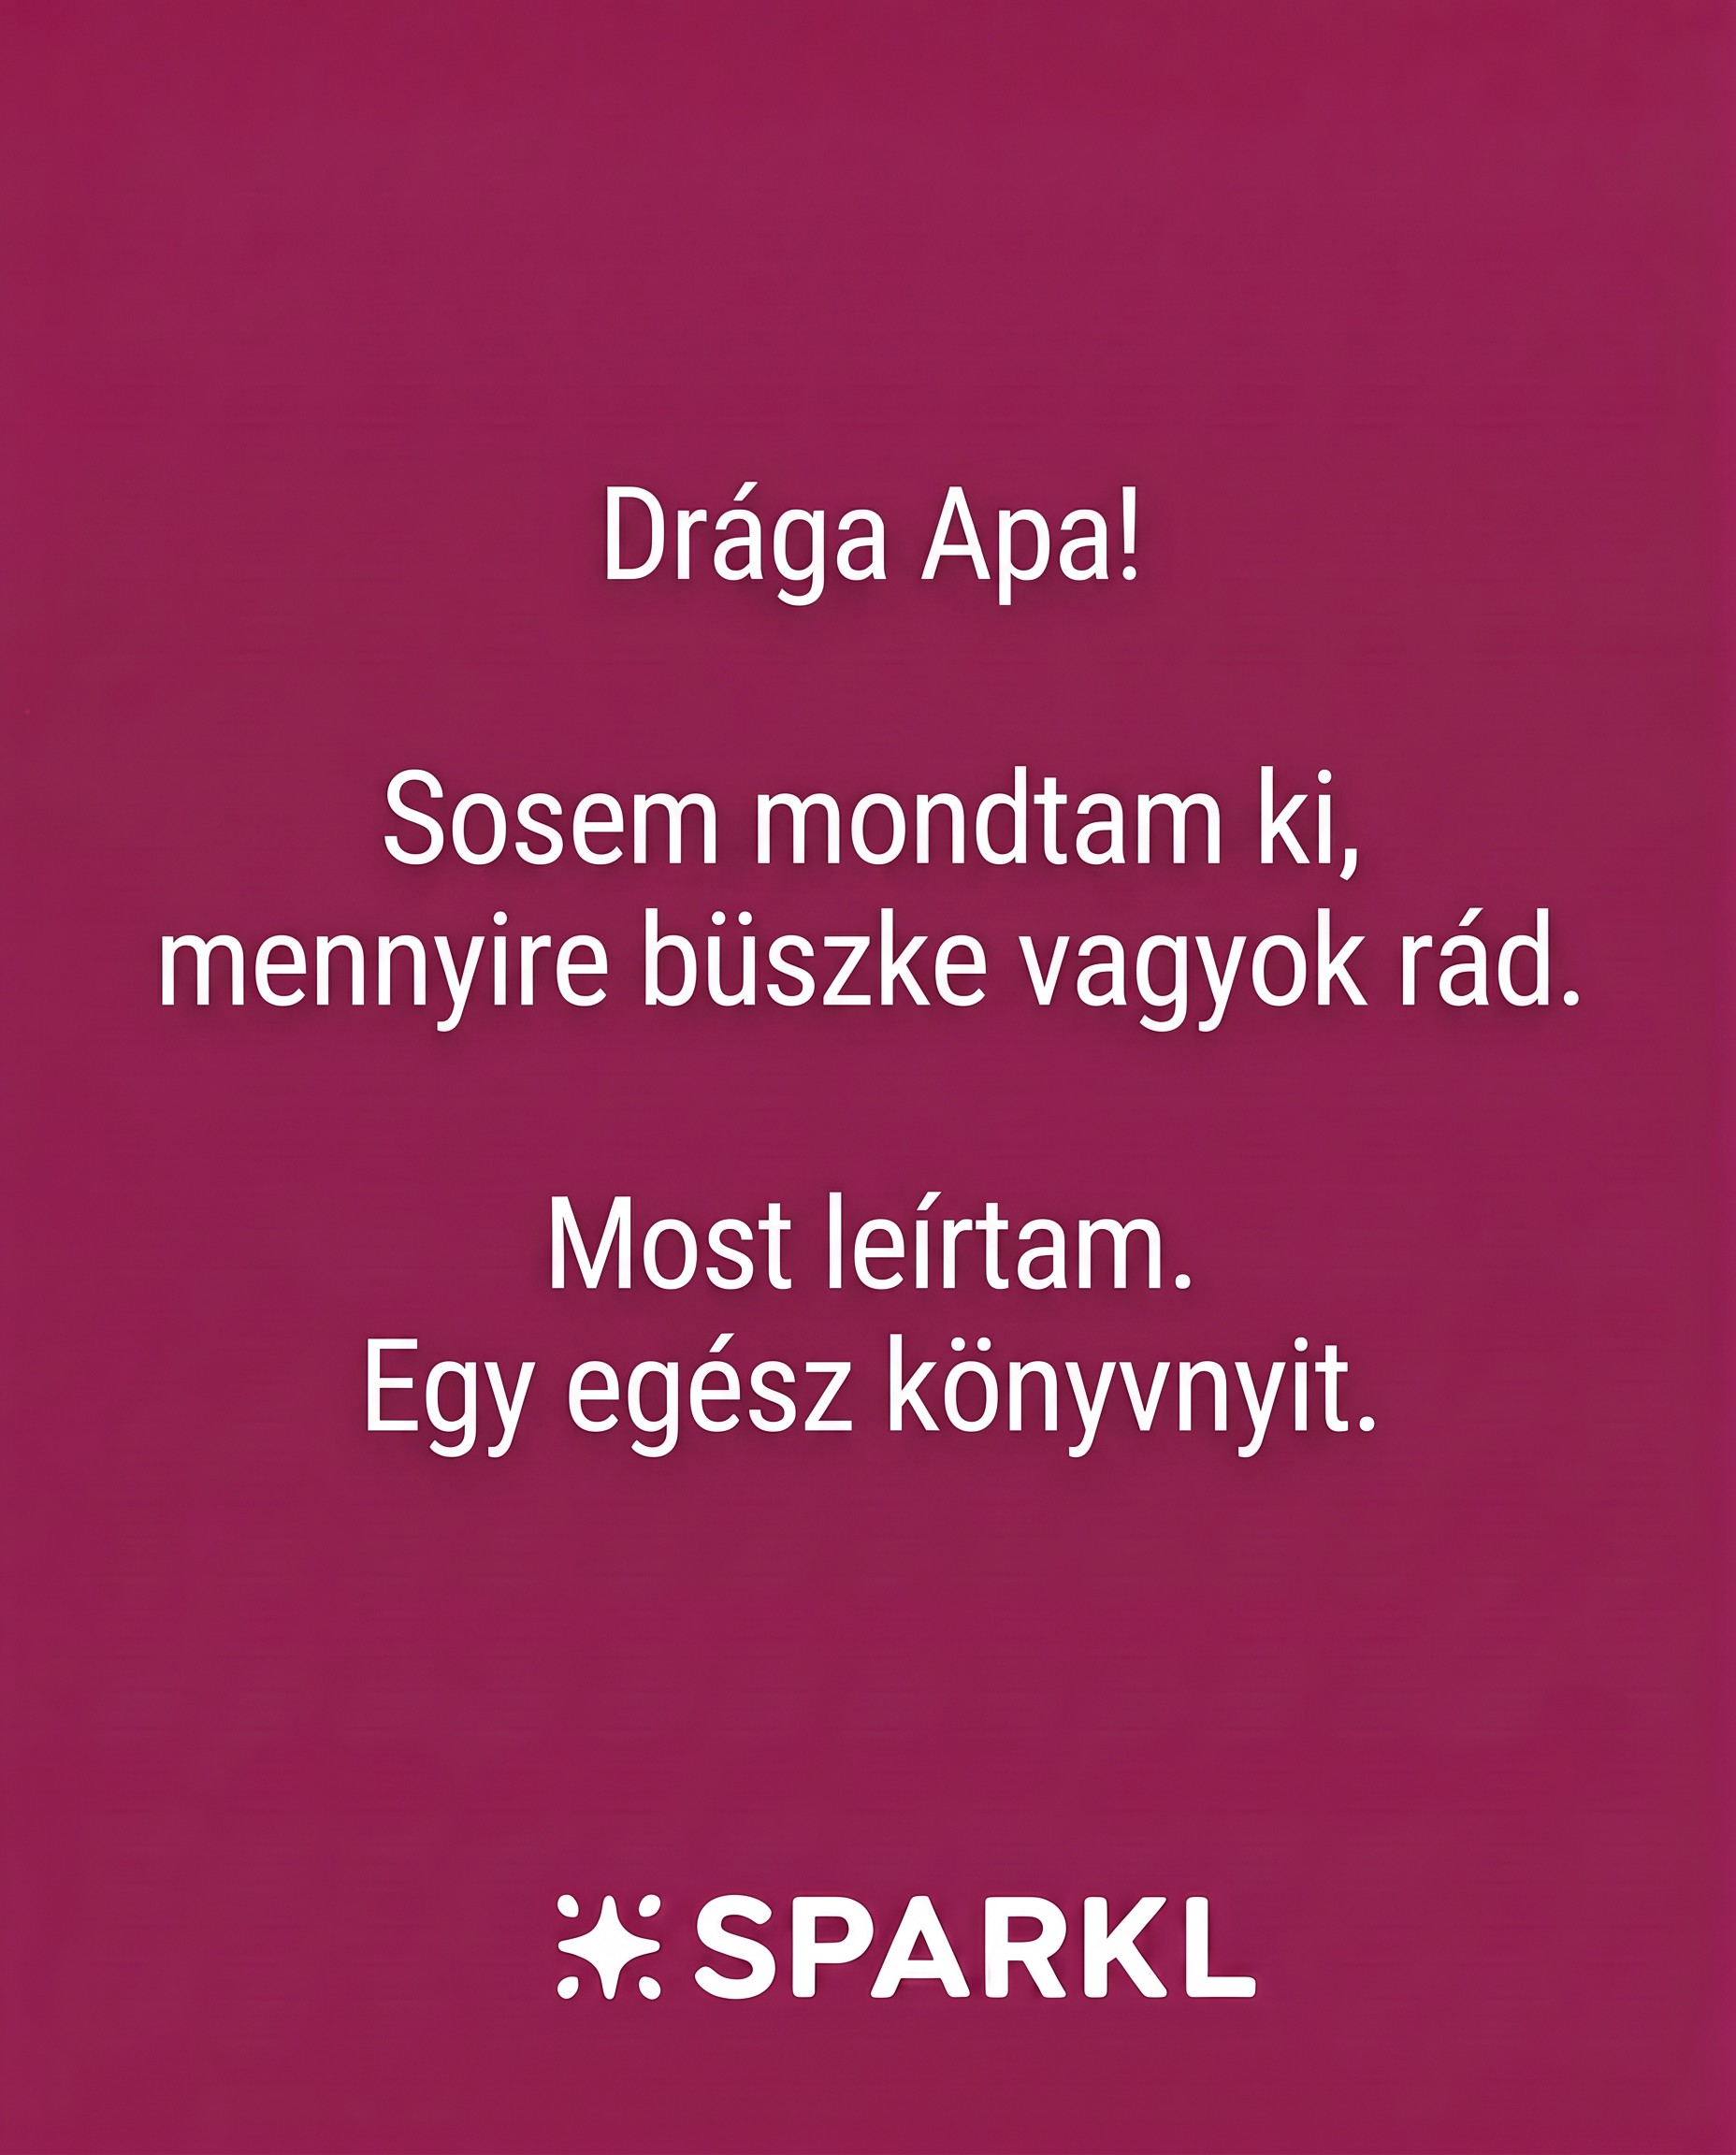 Drága Apa!
Sosem mondtam ki,
mennyire büszke vagyok rád.
Most leírtam.
Egy egész könyvnyit.
SPARKL